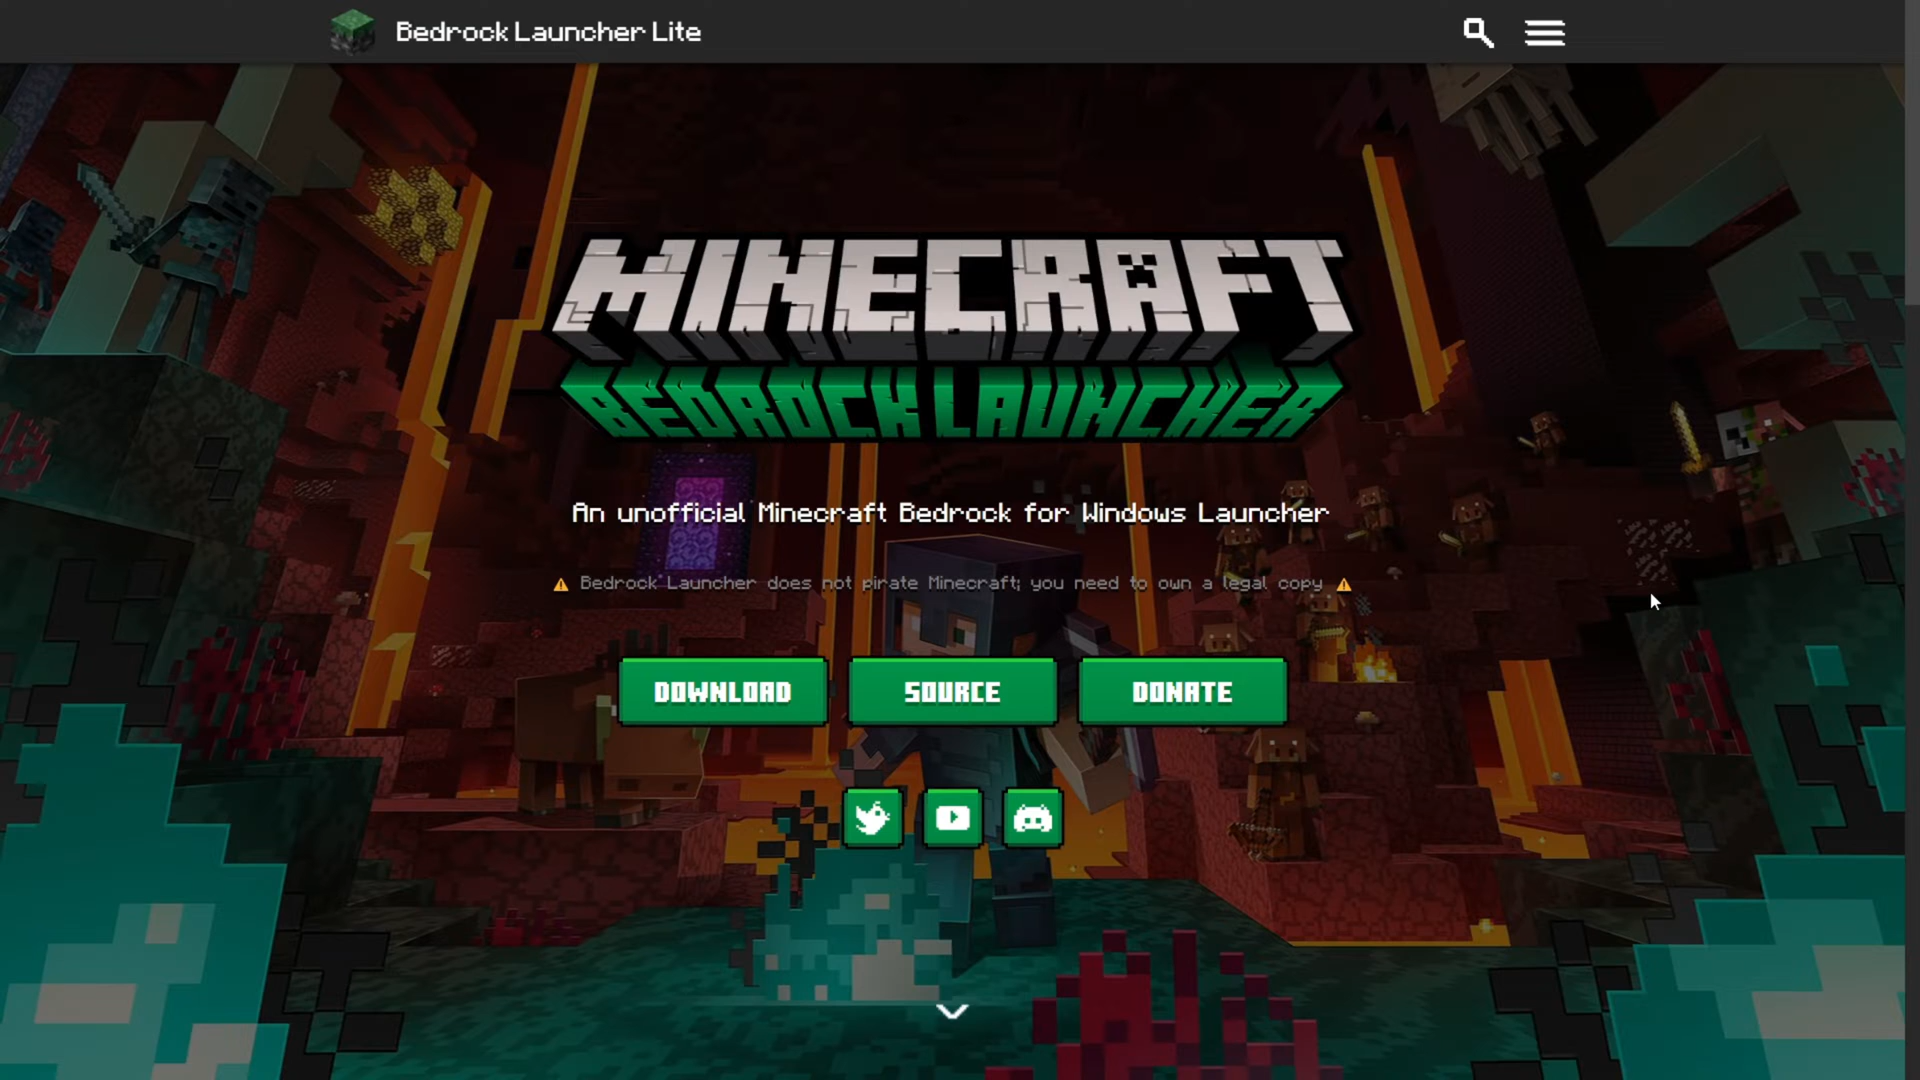 Bedrock Launcher Lite
MINECRAFT
BEDROCK LAUNCHER
An unofficial Minecraft Bedrock for Windows Launcher
⚠ Bedrock Launcher does not pirate Minecraft; you need to own a legal copy ⚠
DOWNLOAD
SOURCE
DONATE